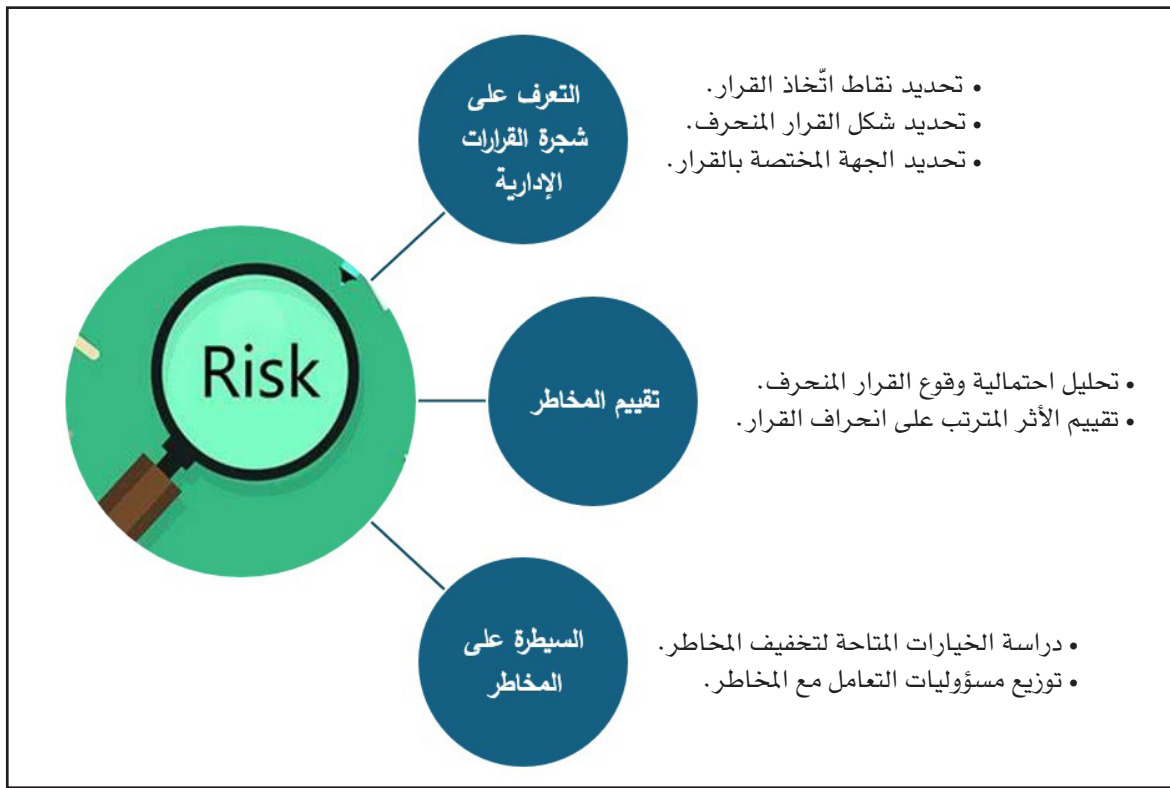 التعرف على
شجرة القرارات
الإدارية
• تحديد نقاط اتّخاذ القرار.
• تحديد شكل القرار المنحرف.
• تحديد الجهة المختصة بالقرار.
Risk
تقييم المخاطر
• تحليل احتمالية وقوع القرار المنحرف.
• تقييم الأثر المترتب على انحراف القرار.
السيطرة على
المخاطر
• دراسة الخيارات المتاحة لتخفيف المخاطر.
• توزيع مسؤوليات التعامل مع المخاطر.